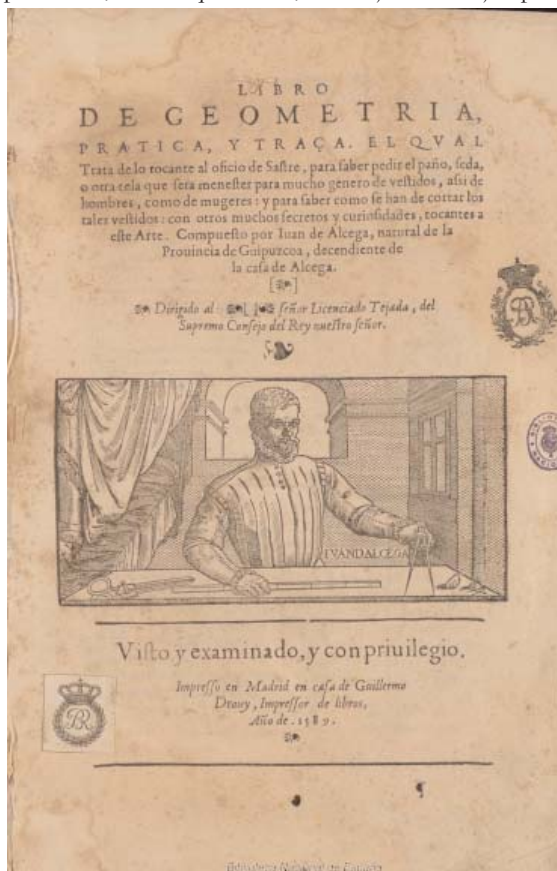 LIBRO
DE GEOMETRIA,
PRATICA, Y TRAÇA. EL QVAL
Trata de lo tocante al oficio de Saſtre, para ſaber pedir el paño, ſeda,
o otra tela que ſera meneſter para mucho genero de veſtidos, aſsi de
hombres, como de mugeres: y para ſaber como ſe han de cortar los
tales veſtidos: con otros muchos ſecretos y curioſidades, tocantes a
eſte Arte. Compueſto por Iuan de Alcega, natural de la
Prouincia de Guipuzcoa, decendiente de
la caſa de Alcega.
Dirigido al ſeñor Licenciado Tejada, del
Supremo Conſejo del Rey nueſtro ſeñor.
BR
IVAN DALCEGA
Viſto y examinado, y con priuilegio.
Impreſſo en Madrid en caſa de Guillermo
Drouy, Impreſſor de libros,
Año de. 1589.
BR